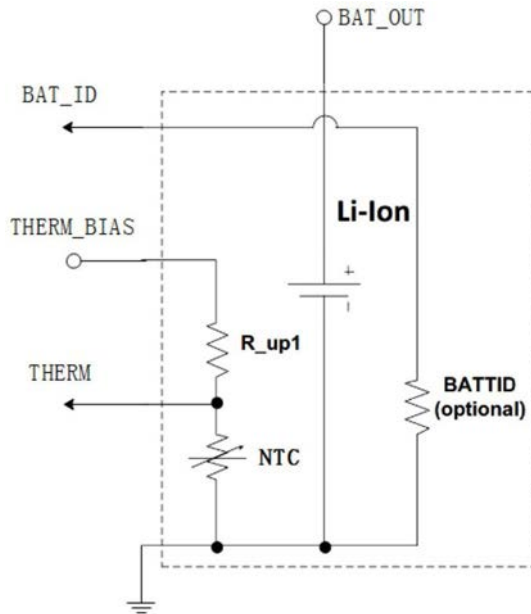 BAT_OUT
BAT_ID
Li-Ion
THERM_BIAS
+
-
R_up1
THERM
BATTID
(optional)
NTC